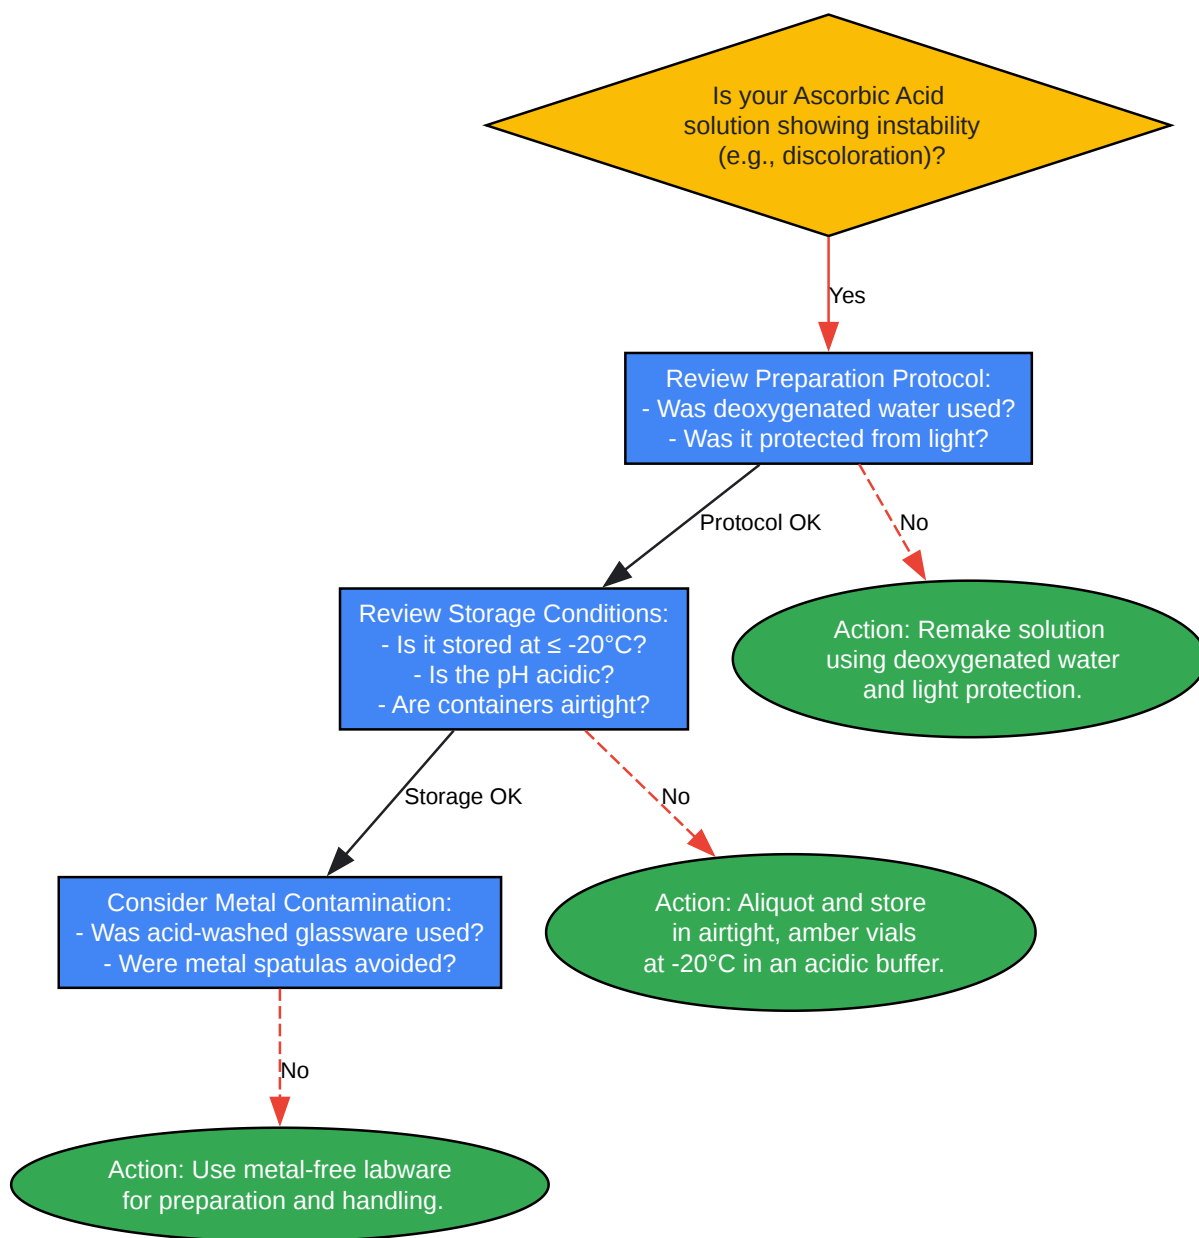 Is your Ascorbic Acid
solution showing instability
(e.g., discoloration)?
Yes
Review Preparation Protocol:
- Was deoxygenated water used?
- Was it protected from light?
Protocol OK
No
Review Storage Conditions:
- Is it stored at ≤ -20°C?
- Is the pH acidic?
- Are containers airtight?
Action: Remake solution
using deoxygenated water
and light protection.
Storage OK
No
Consider Metal Contamination:
- Was acid-washed glassware used?
- Were metal spatulas avoided?
Action: Aliquot and store
in airtight, amber vials
at -20°C in an acidic buffer.
No
Action: Use metal-free labware
for preparation and handling.